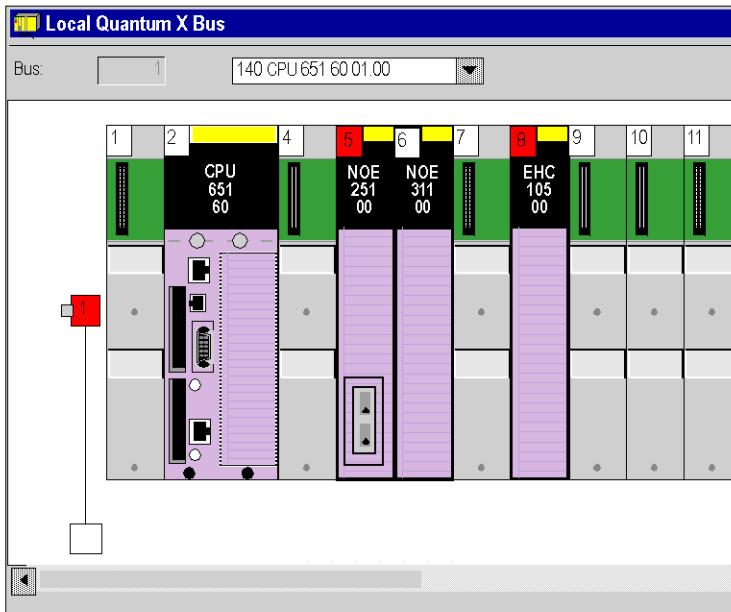 Local Quantum X Bus
Bus: 1 140 CPU 651 60 01.00
1 2 4 5 6 7 8 9 10 11
CPU 651 60
NOE 251 00
NOE 311 00
EHC 105 00
1